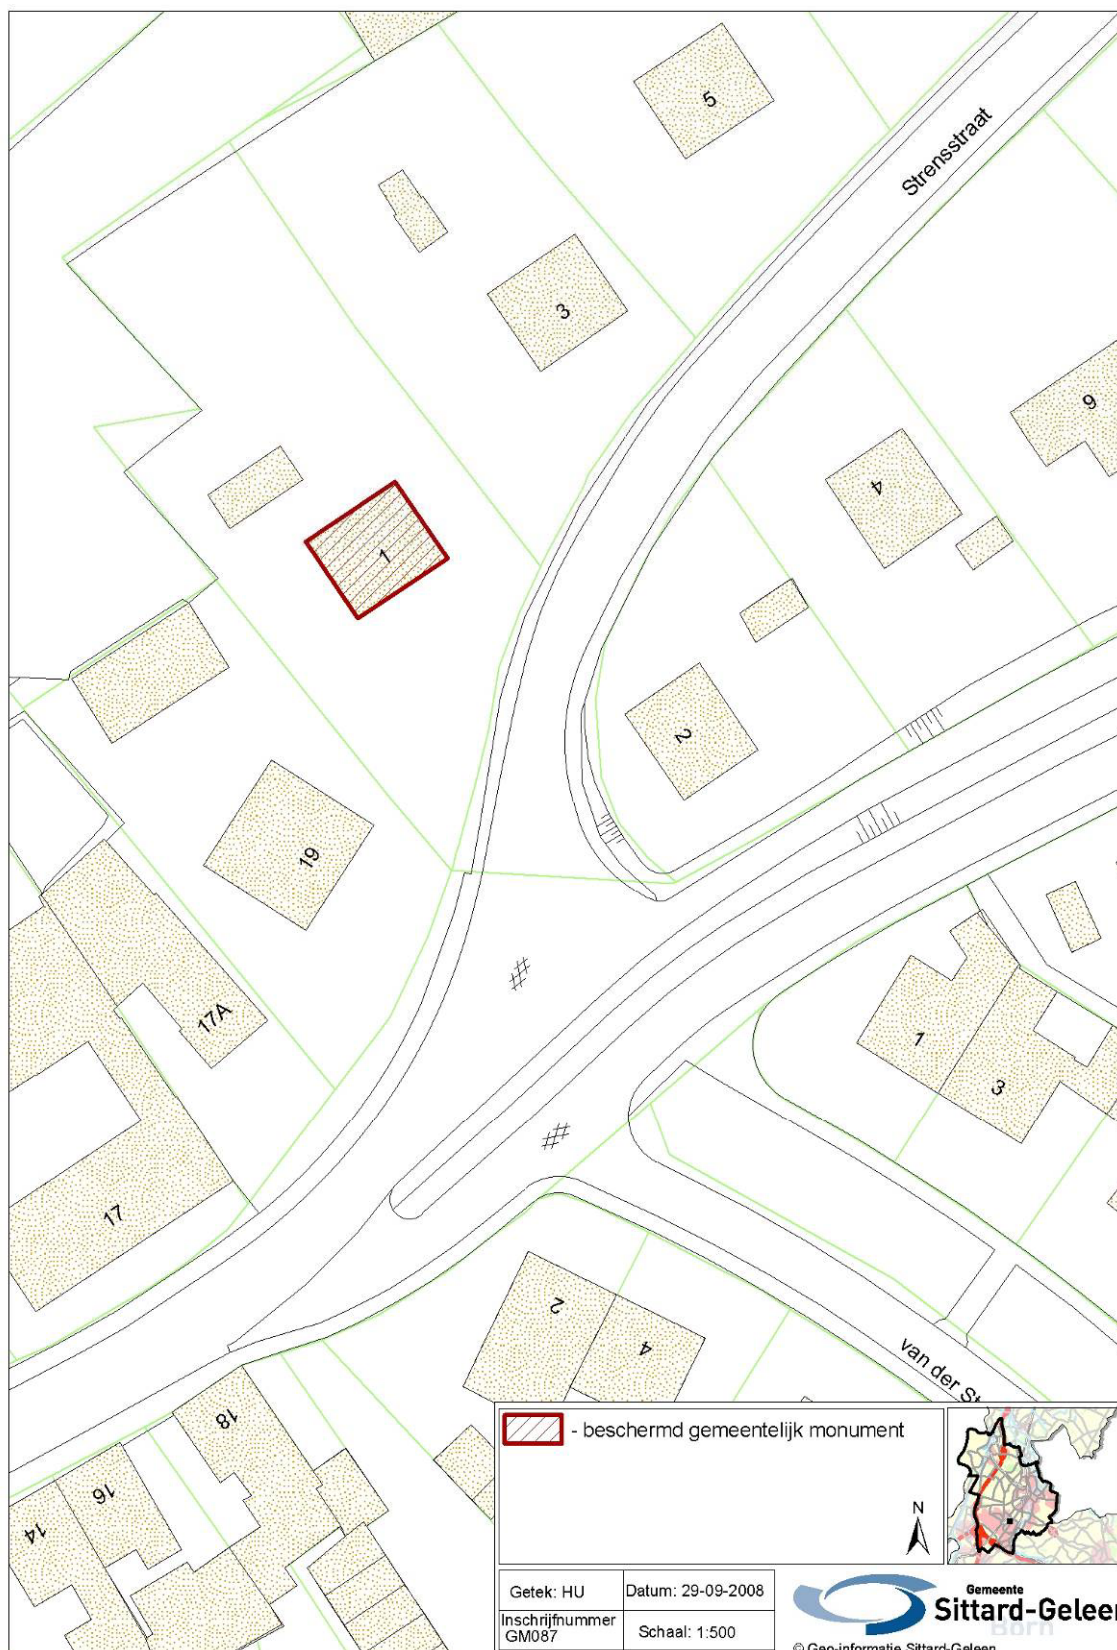 5
Strensstraat
3
9
4
1
2
19
17A
1
3
17
2
4
van der St
18
16
14
- beschermd gemeentelijk monument
N
Getek: HU
Datum: 29-09-2008
Inschrijfnummer
GM087
Schaal: 1:500
Gemeente
Sittard-Geleen
Born
© Geo-informatie Sittard-Geleen